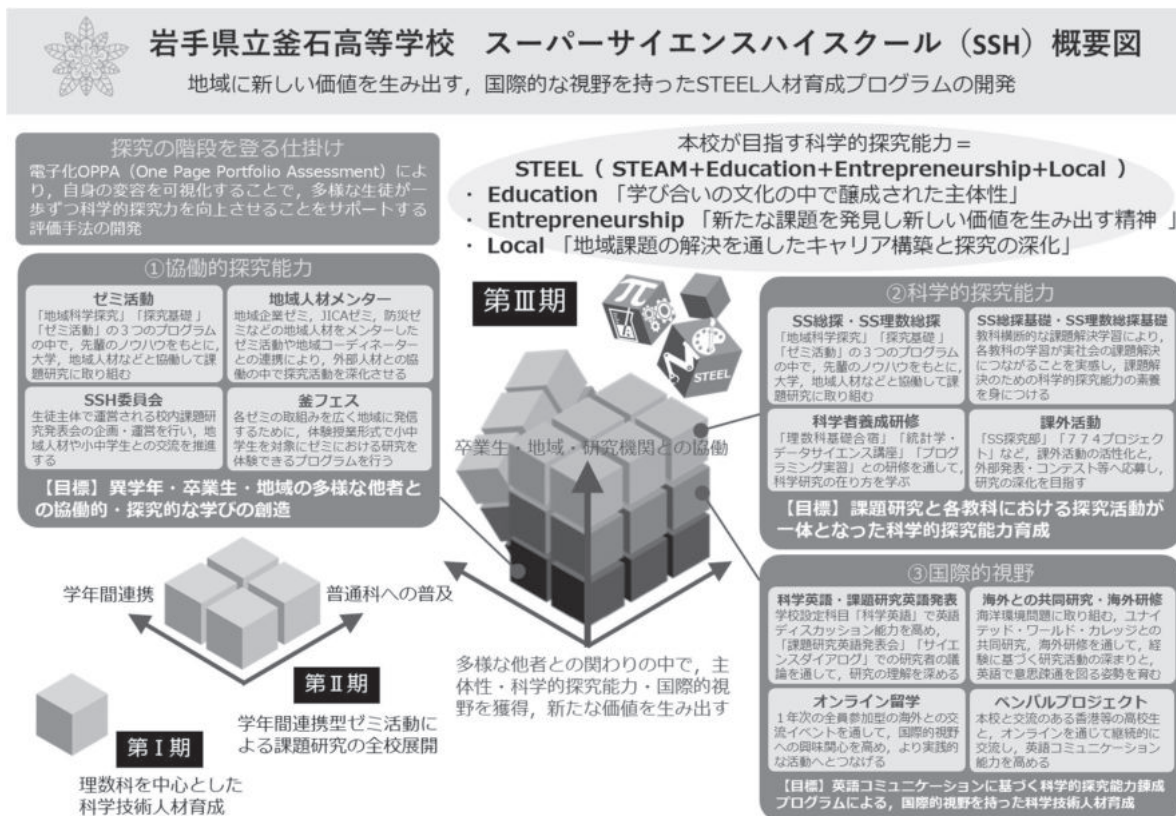 岩手県立釜石高等学校　スーパーサイエンスハイスクール（SSH）概要図
地域に新しい価値を生み出す，国際的な視野を持ったSTEEL人材育成プログラムの開発
探究の階段を登る仕掛け
電子化OPPA（One Page Portfolio Assessment）によ
り，自身の変容を可視化することで，多様な生徒が一
歩ずつ科学的探究力を向上させることをサポートする
評価手法の開発
本校が目指す科学的探究能力＝
STEEL（ STEAM+Education+Entrepreneurship+Local ）
・ Education 「学び合いの文化の中で醸成された主体性」
・ Entrepreneurship 「新たな課題を発見し新しい価値を生み出す精神 」
・ Local 「地域課題の解決を通したキャリア構築と探究の深化」
①協働的探究能力
ゼミ活動
「地域科学探究」「探究基礎」
「ゼミ活動」の３つのプログラム
の中で，先輩のノウハウをもとに，
大学，地域人材などと協働して課
題研究に取り組む
地域人材メンター
地域企業ゼミ，JICAゼミ，防災ゼ
ミなどの地域人材をメンターした
ゼミ活動や地域コーディネーター
との連携により，外部人材との協
働の中で探究活動を深化させる
SSH委員会
生徒主体で運営される校内課題研
究発表会の企画・運営を行い，地
域人材や小中学生との交流を推進
する
釜フェス
各ゼミの取組みを広く地域に発信
するために，体験授業形式で小中
学生を対象にゼミにおける研究を
体験できるプログラムを行う
【目標】異学年・卒業生・地域の多様な他者と
の協働的・探究的な学びの創造
第Ⅲ期
π
A
STEEL
卒業生・地域・研究機関との協働
②科学的探究能力
SS総探・SS理数総探
「地域科学探究」「探究基礎」
「ゼミ活動」の３つのプログラム
の中で，先輩のノウハウをもとに，
大学，地域人材などと協働して課
題研究に取り組む
SS総探基礎・SS理数総探基礎
教科横断的な課題解決学習により，
各教科の学習が実社会の課題解決
につながることを実感し，課題解
決のための科学的探究能力の素養
を身につける
科学者養成研修
「理数科基礎合宿」「統計学・
データサイエンス講座」「プログ
ラミング実習」との研修を通して，
科学研究の在り方を学ぶ
課外活動
「SS探究部」「７７４プロジェク
ト」など，課外活動の活性化と，
外部発表・コンテスト等へ応募し，
研究の深化を目指す
【目標】課題研究と各教科における探究活動が
一体となった科学的探究能力育成
③国際的視野
科学英語・課題研究英語発表
学校設定科目「科学英語」で英語
ディスカッション能力を高め，
「課題研究英語発表会」「サイエ
ンスダイアログ」での研究者の議
論を通して，研究の理解を深める
海外との共同研究・海外研修
海洋環境問題に取り組む，ユナイ
テッド・ワールド・カレッジとの
共同研究，海外研修を通して，経
験に基づく研究活動の深まりと，
英語で意思疎通を図る姿勢を育む
オンライン留学
１年次の全員参加型の海外との交
流イベントを通して，国際的視野
への興味関心を高め，より実践的
な活動へとつなげる
ペンパルプロジェクト
本校と交流のある香港等の高校生
と，オンラインを通じて継続的に
交流し，英語コミュニケーション
能力を高める
【目標】英語コミュニケーションに基づく科学的探究能力錬成
プログラムによる，国際的視野を持った科学技術人材育成
学年間連携
普通科への普及
第Ⅱ期
学年間連携型ゼミ活動に
よる課題研究の全校展開
第Ⅰ期
理数科を中心とした
科学技術人材育成
多様な他者との関わりの中で，主
体性・科学的探究能力・国際的視
野を獲得，新たな価値を生み出す